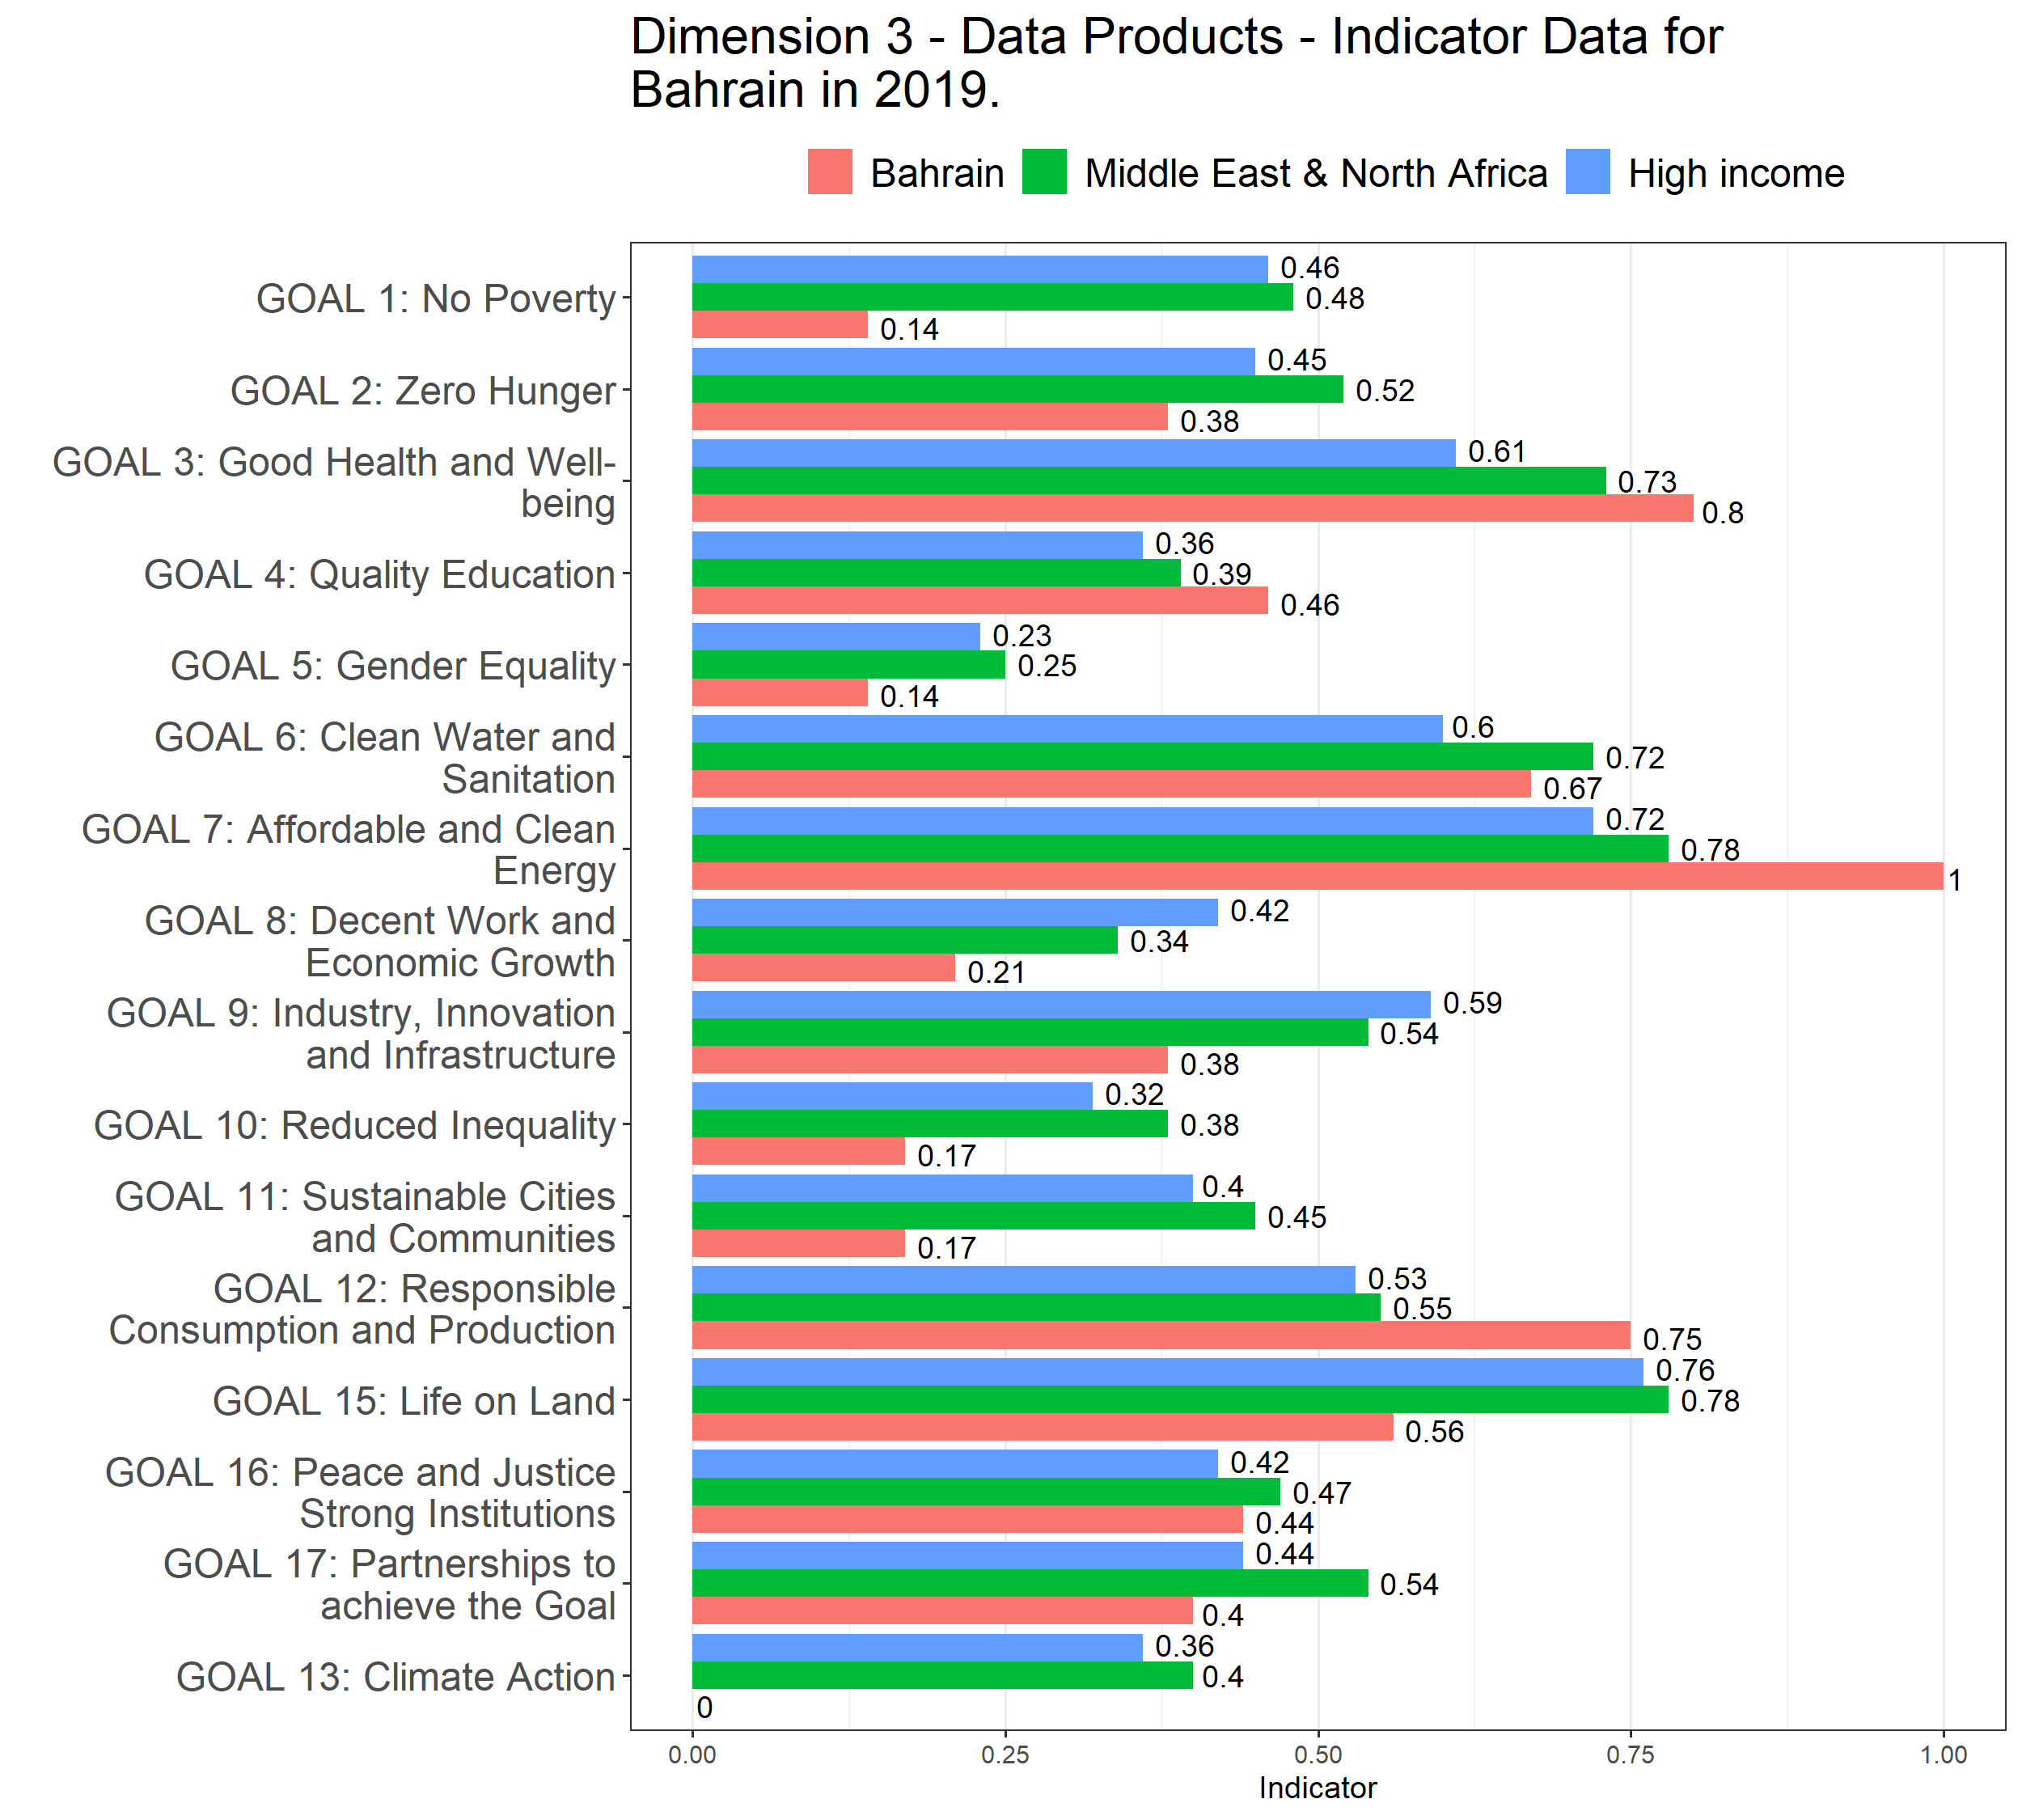 Dimension 3 - Data Products - Indicator Data for
Bahrain in 2019.
Bahrain
Middle East & North Africa
High income
GOAL 1: No Poverty
0.46
0.48
0.14
GOAL 2: Zero Hunger
0.45
0.52
0.38
GOAL 3: Good Health and Well-
being
0.61
0.73
0.8
GOAL 4: Quality Education
0.36
0.39
0.46
GOAL 5: Gender Equality
0.23
0.25
0.14
GOAL 6: Clean Water and
Sanitation
0.6
0.72
0.67
GOAL 7: Affordable and Clean
Energy
0.72
0.78
1
GOAL 8: Decent Work and
Economic Growth
0.42
0.34
0.21
GOAL 9: Industry, Innovation
and Infrastructure
0.59
0.54
0.38
GOAL 10: Reduced Inequality
0.32
0.38
0.17
GOAL 11: Sustainable Cities
and Communities
0.4
0.45
0.17
GOAL 12: Responsible
Consumption and Production
0.53
0.55
0.75
GOAL 15: Life on Land
0.76
0.78
0.56
GOAL 16: Peace and Justice
Strong Institutions
0.42
0.47
0.44
GOAL 17: Partnerships to
achieve the Goal
0.44
0.54
0.4
GOAL 13: Climate Action
0.36
0.4
0
0.00
0.25
0.50
0.75
1.00
Indicator